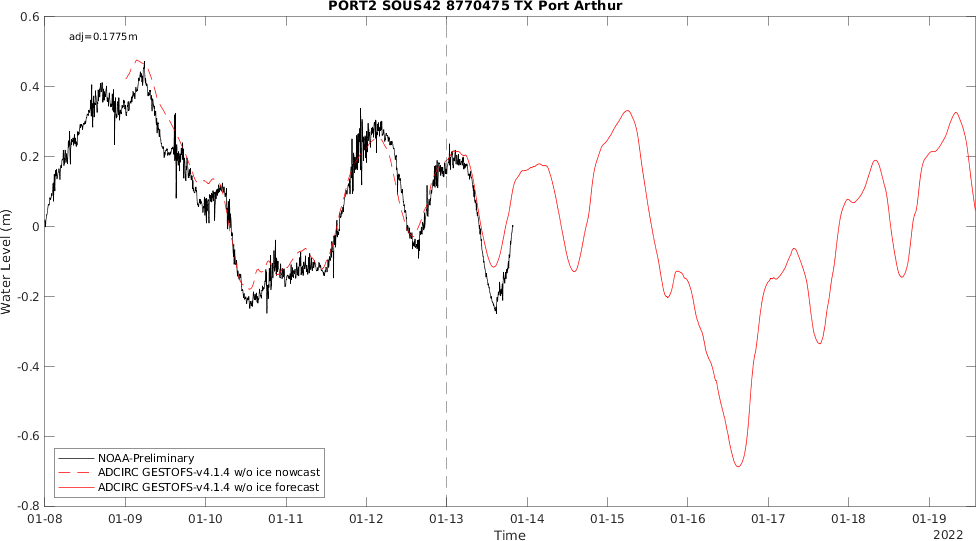 PORT2 SOUS42 8770475 TX Port Arthur
adj=0.1775m
0.6
0.4
0.2
0
-0.2
-0.4
-0.6
-0.8
Water Level (m)
NOAA-Preliminary
ADCIRC GESTOFS-v4.1.4 w/o ice nowcast
ADCIRC GESTOFS-v4.1.4 w/o ice forecast
01-08 01-09 01-10 01-11 01-12 01-13 01-14 01-15 01-16 01-17 01-18 01-19
Time
2022